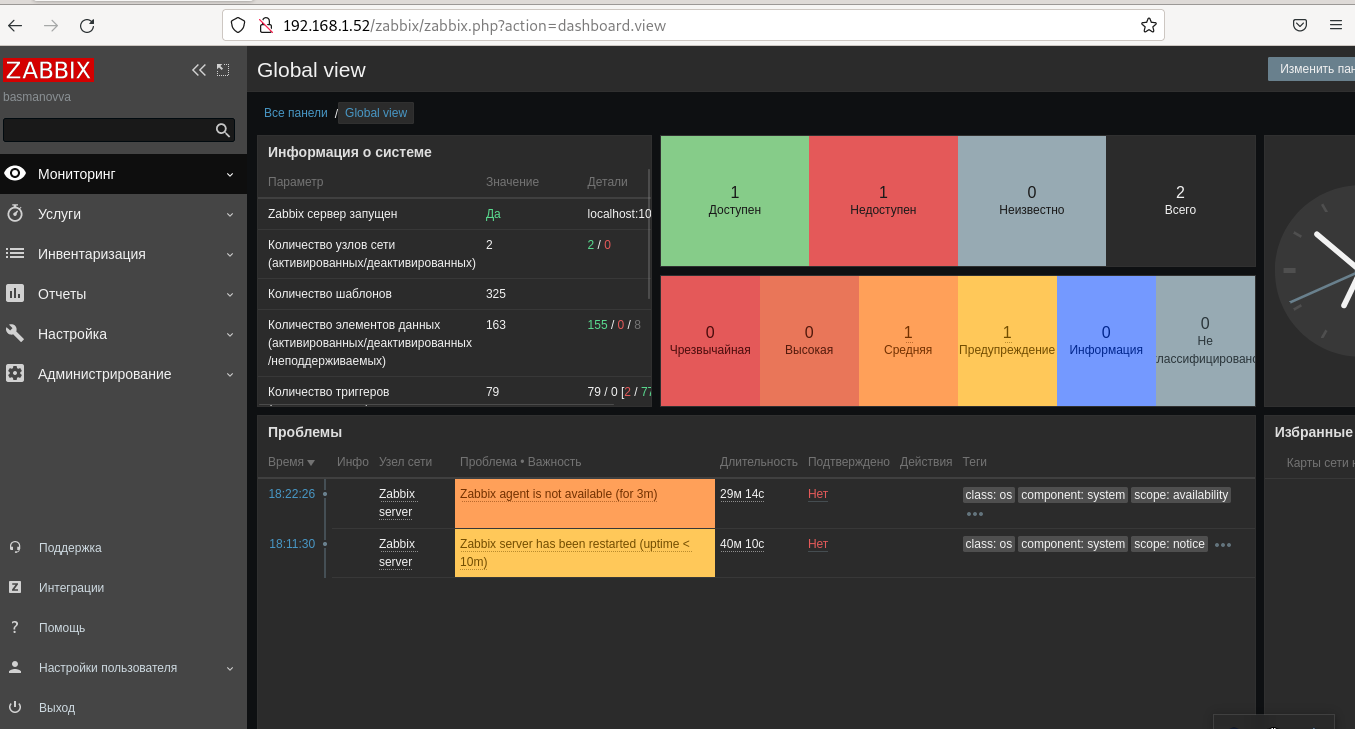 192.168.1.52/zabbix/zabbix.php?action=dashboard.view
ZABBIX
basmanovva
Мониторинг
Услуги
Инвентаризация
Отчеты
Настройка
Администрирование
Поддержка
Интеграции
Помощь
Настройки пользователя
Выход
Global view
Изменить пан
Все панели / Global view
Информация о системе
Параметр Значение Детали
Zabbix сервер запущен Да localhost:10
Количество узлов сети 2 2 / 0
(активированных/деактивированных)
Количество шаблонов 325
Количество элементов данных 163 155 / 0 / 8
(активированных/деактивированных
/неподдерживаемых)
Количество триггеров 79 79 / 0 [2 / 77
1
Доступен
1
Недоступен
0
Неизвестно
2
Всего
0
Чрезвычайная
0
Высокая
1
Средняя
1
Предупреждение
0
Информация
0
Не
лассифицировано
Проблемы
Время Инфо Узел сети Проблема • Важность Длительность Подтверждено Действия Теги
18:22:26 Zabbix server Zabbix agent is not available (for 3m) 29м 14с Нет class: os component: system scope: availability
18:11:30 Zabbix server Zabbix server has been restarted (uptime < 10m) 40м 10с Нет class: os component: system scope: notice
Избранные
Карты сети